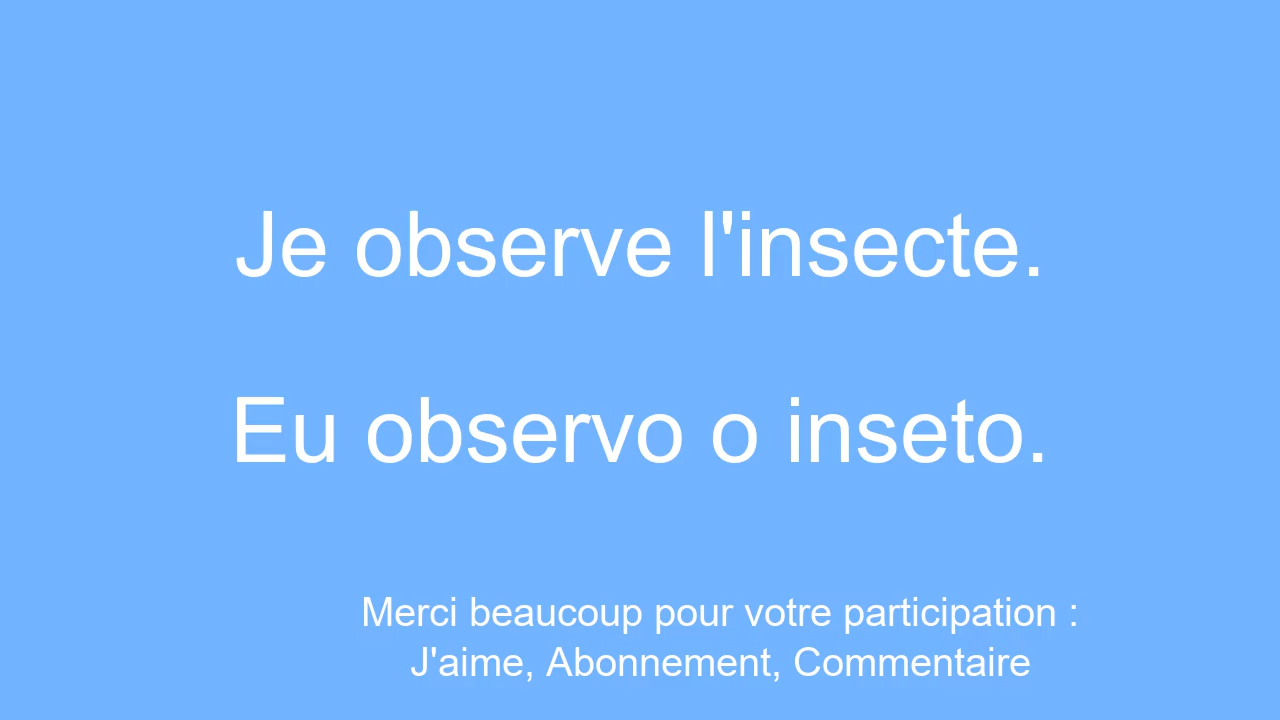 Je observe l'insecte.
Eu observo o inseto.
Merci beaucoup pour votre participation :
J'aime, Abonnement, Commentaire